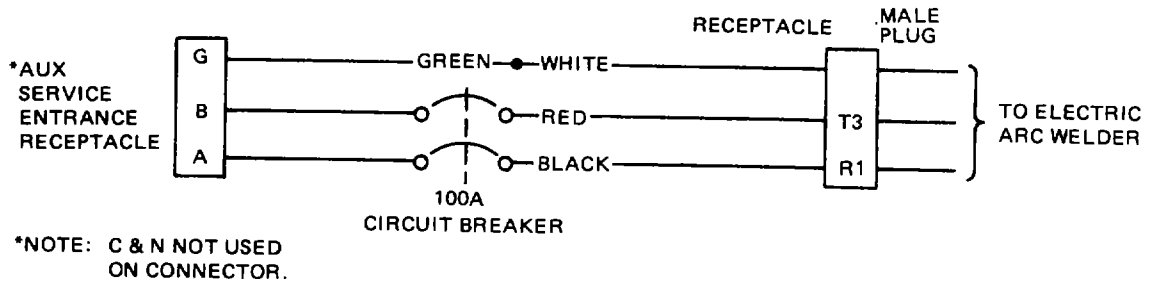 *AUX
SERVICE
ENTRANCE
RECEPTACLE
G
B
A
GREEN
WHITE
RED
BLACK
100A
CIRCUIT BREAKER
RECEPTACLE
.MALE
PLUG
T3
R1
TO ELECTRIC
ARC WELDER
*NOTE: C & N NOT USED
ON CONNECTOR.